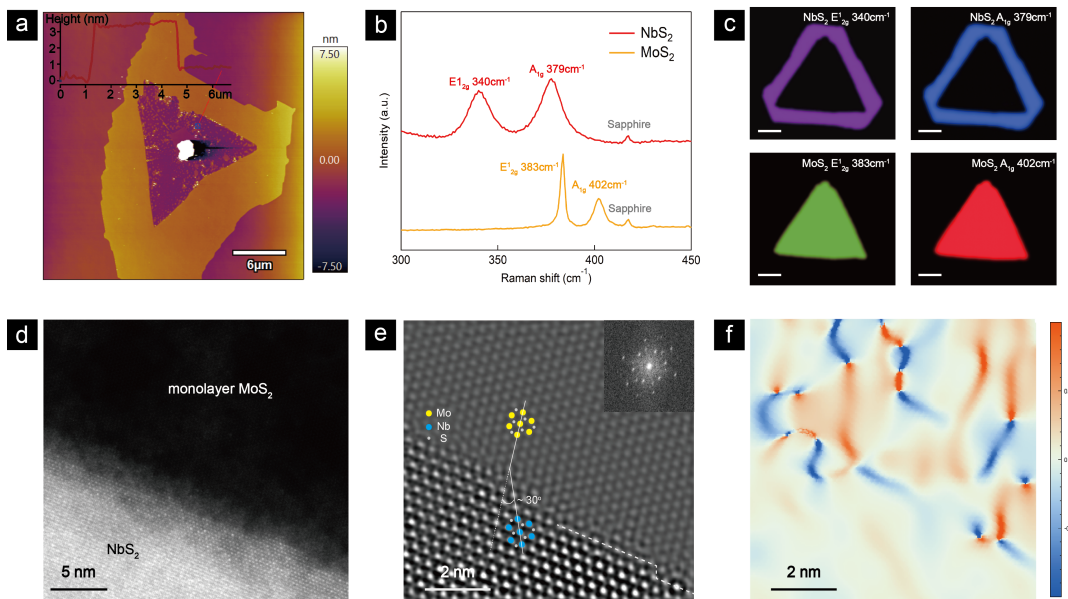 a
Height (nm)
3
2
1
0
0 1 2 3 4 5 6um
nm
7.50
0.00
-7.50
6μm
b
Intensity (a.u.)
NbS₂
MoS₂
E1₂g 340cm⁻¹
A₁g 379cm⁻¹
Sapphire
E¹₂g 383cm⁻¹
A₁g 402cm⁻¹
Sapphire
300 350 400 450
Raman shift (cm⁻¹)
c
NbS₂ E¹₂g 340cm⁻¹
NbS₂ A₁g 379cm⁻¹
MoS₂ E¹₂g 383cm⁻¹
MoS₂ A₁g 402cm⁻¹
d
monolayer MoS₂
NbS₂
5 nm
e
Mo
Nb
S
~ 30°
2 nm
f
0
2 nm